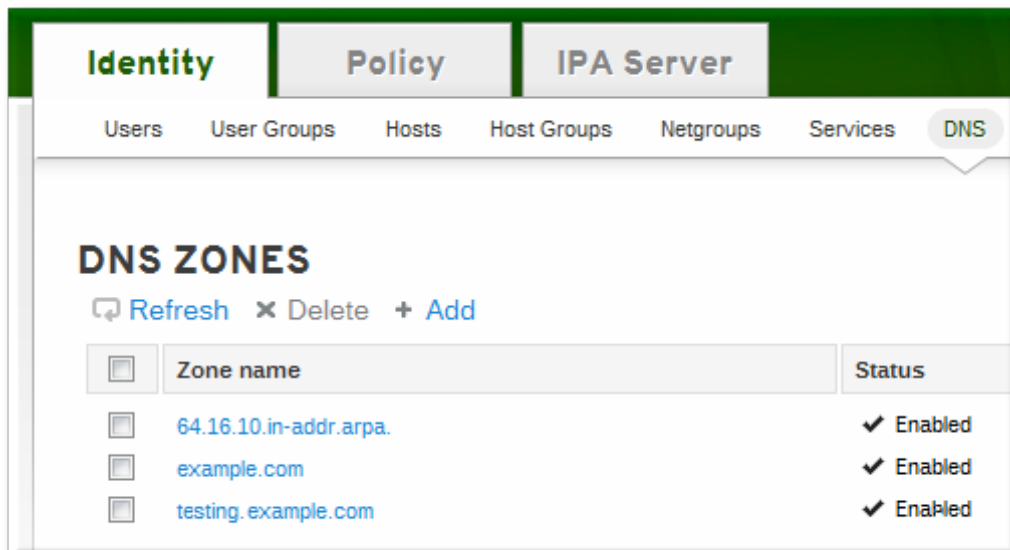 Identity Policy IPA Server
Users User Groups Hosts Host Groups Netgroups Services DNS
DNS ZONES
Refresh Delete Add
Zone name Status
64.16.10.in-addr.arpa. Enabled
example.com Enabled
testing.example.com Enabled